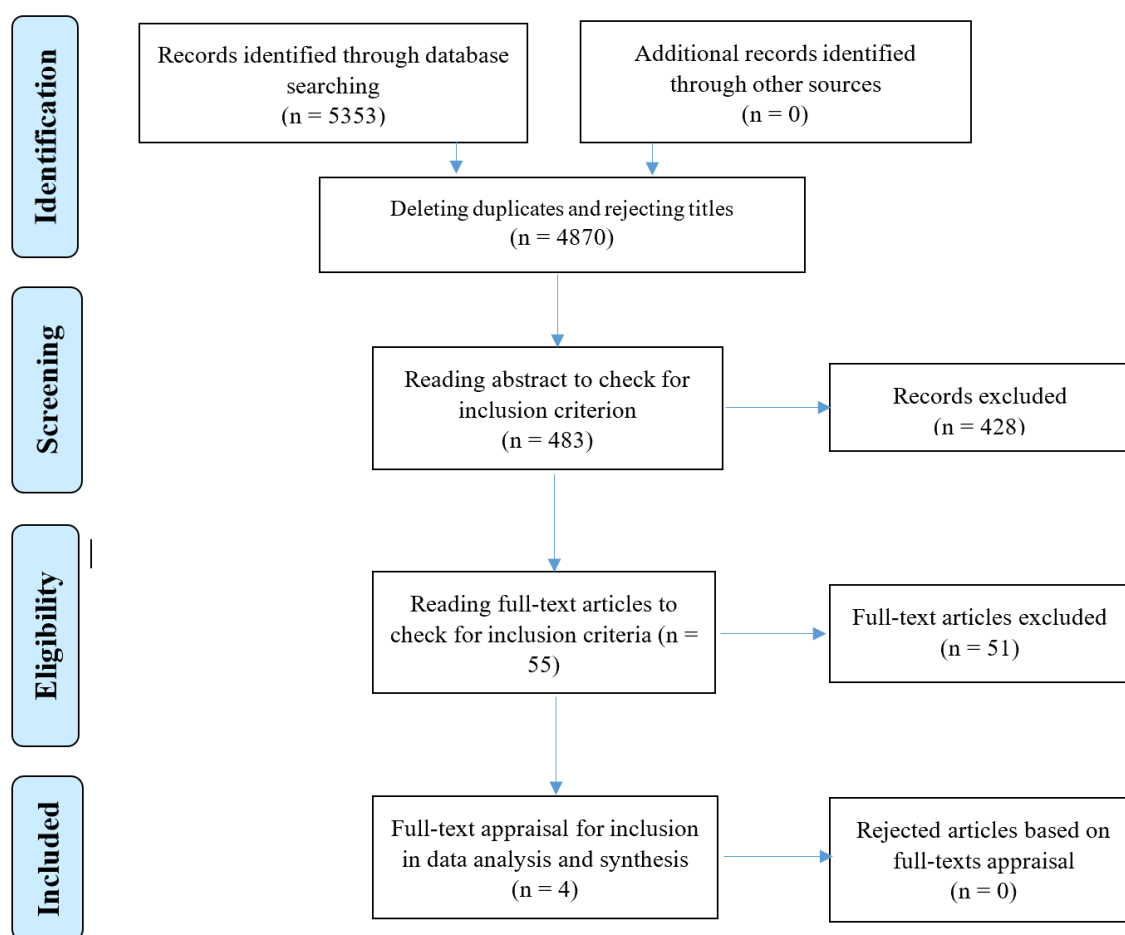 Identification
Records identified through database
searching
(n = 5353)
Additional records identified
through other sources
(n = 0)
Deleting duplicates and rejecting titles
(n = 4870)
Screening
Reading abstract to check for
inclusion criterion
(n = 483)
Records excluded
(n = 428)
Eligibility
Reading full-text articles to
check for inclusion criteria (n =
55)
Full-text articles excluded
(n = 51)
Included
Full-text appraisal for inclusion
in data analysis and synthesis
(n = 4)
Rejected articles based on
full-texts appraisal
(n = 0)